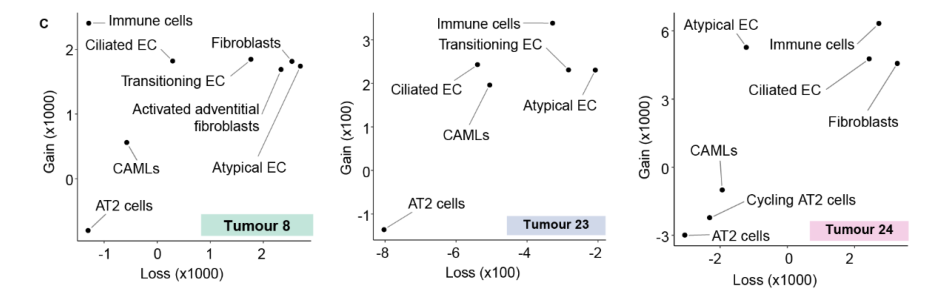 c
Immune cells
Ciliated EC
Fibroblasts
Transitioning EC
Activated adventitial
fibroblasts
CAMLs
Atypical EC
AT2 cells
Tumour 8
2
1
0
Gain (x1000)
-1 0 1 2
Loss (x1000)
Immune cells
Transitioning EC
Ciliated EC
Atypical EC
CAMLs
AT2 cells
Tumour 23
3
2
1
0
-1
Gain (x100)
-8 -6 -4 -2
Loss (x100)
Atypical EC
Immune cells
Ciliated EC
Fibroblasts
CAMLs
Cycling AT2 cells
AT2 cells
Tumour 24
6
3
0
-3
Gain (x1000)
-2 0 2
Loss (x1000)